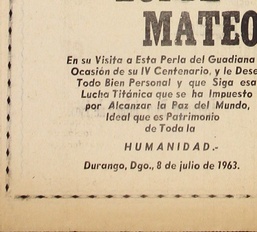 MATEO
En su Visita a Esta Perla del Guadiana
Ocasión de su IV Centenario, y le Dese
Todo Bien Personal y que Siga esa
Lucha Titánica que se ha Impuesto
por Alcanzar la Paz del Mundo,
Ideal que es Patrimonio
de Toda la
HUMANIDAD.-
Durango, Dgo., 8 de julio de 1963.